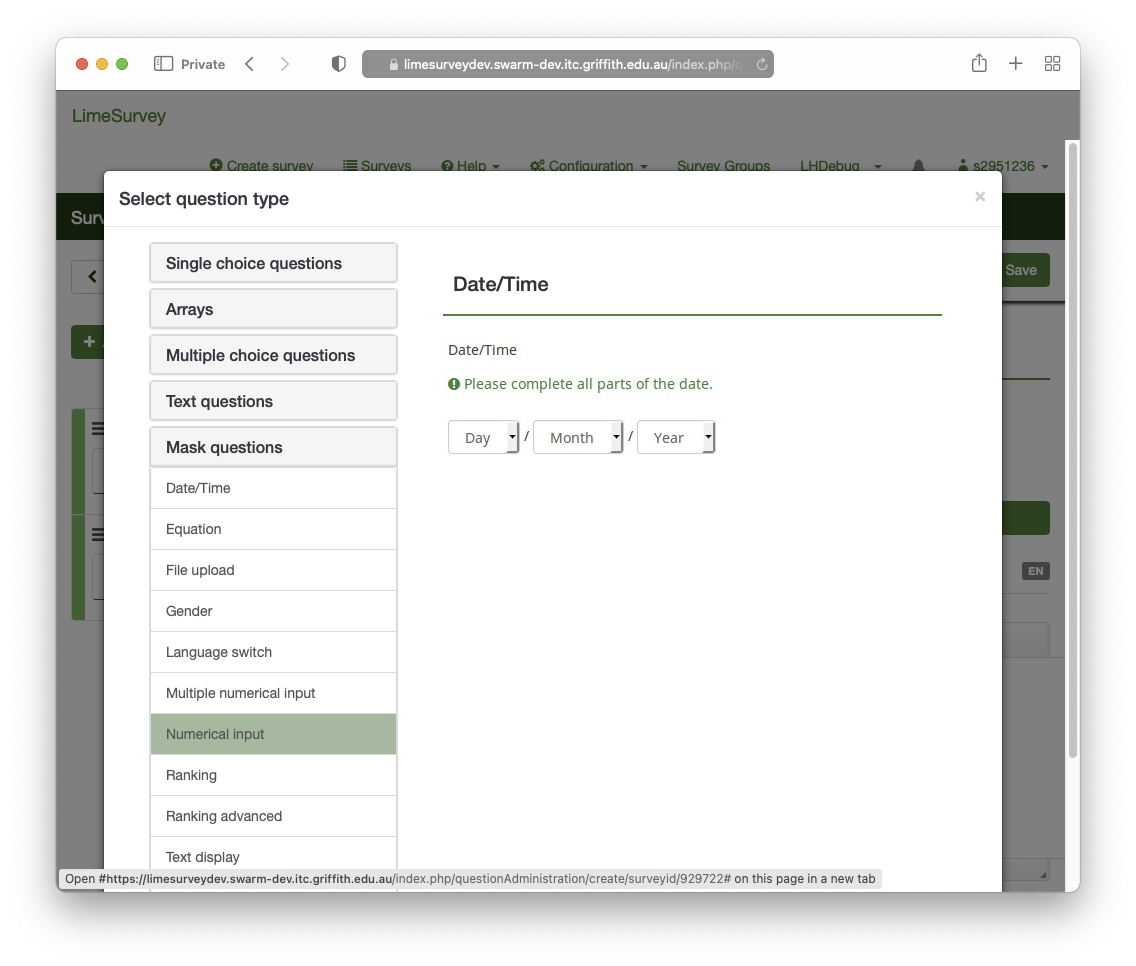 Private
limesurveydev.swarm-dev.itc.griffith.edu.au/index.php/
LimeSurvey
Create survey Surveys Help Configuration Survey Groups LHDebug s2951236
Select question type ×
Save
Single choice questions
Date/Time
Arrays
Date/Time
Multiple choice questions
Please complete all parts of the date.
Text questions
Day / Month / Year
Mask questions
Date/Time
Equation
File upload
EN
Gender
Language switch
Multiple numerical input
Numerical input
Ranking
Ranking advanced
Text display
Open #https://limesurveydev.swarm-dev.itc.griffith.edu.au/index.php/questionAdministration/create/surveyid/929722# on this page in a new tab